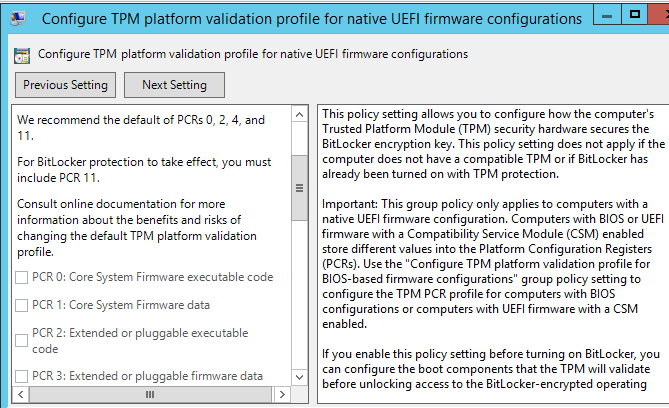 Configure TPM platform validation profile for native UEFI firmware configurations
Configure TPM platform validation profile for native UEFI firmware configurations
Previous Setting
Next Setting
We recommend the default of PCRs 0, 2, 4, and
11.
For BitLocker protection to take effect, you must
include PCR 11.
Consult online documentation for more
information about the benefits and risks of
changing the default TPM platform validation
profile.
PCR 0: Core System Firmware executable code
PCR 1: Core System Firmware data
PCR 2: Extended or pluggable executable
code
PCR 3: Extended or pluggable firmware data
This policy setting allows you to configure how the computer's
Trusted Platform Module (TPM) security hardware secures the
BitLocker encryption key. This policy setting does not apply if the
computer does not have a compatible TPM or if BitLocker has
already been turned on with TPM protection.
Important: This group policy only applies to computers with a
native UEFI firmware configuration. Computers with BIOS or UEFI
firmware with a Compatibility Service Module (CSM) enabled
store different values into the Platform Configuration Registers
(PCRs). Use the "Configure TPM platform validation profile for
BIOS-based firmware configurations" group policy setting to
configure the TPM PCR profile for computers with BIOS
configurations or computers with UEFI firmware with a CSM
enabled.
If you enable this policy setting before turning on BitLocker, you
can configure the boot components that the TPM will validate
before unlocking access to the BitLocker-encrypted operating